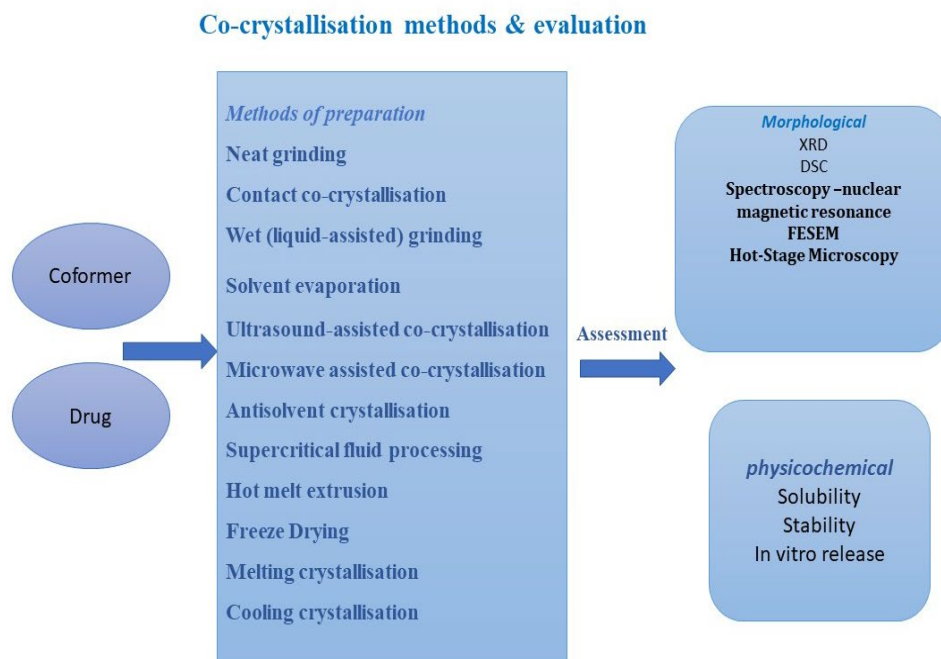 Co-crystallisation methods & evaluation
Coformer
Drug
Methods of preparation
Neat grinding
Contact co-crystallisation
Wet (liquid-assisted) grinding
Solvent evaporation
Ultrasound-assisted co-crystallisation
Microwave assisted co-crystallisation
Antisolvent crystallisation
Supercritical fluid processing
Hot melt extrusion
Freeze Drying
Melting crystallisation
Cooling crystallisation
Assessment
Morphological
XRD
DSC
Spectroscopy –nuclear
magnetic resonance
FESEM
Hot-Stage Microscopy
physicochemical
Solubility
Stability
In vitro release